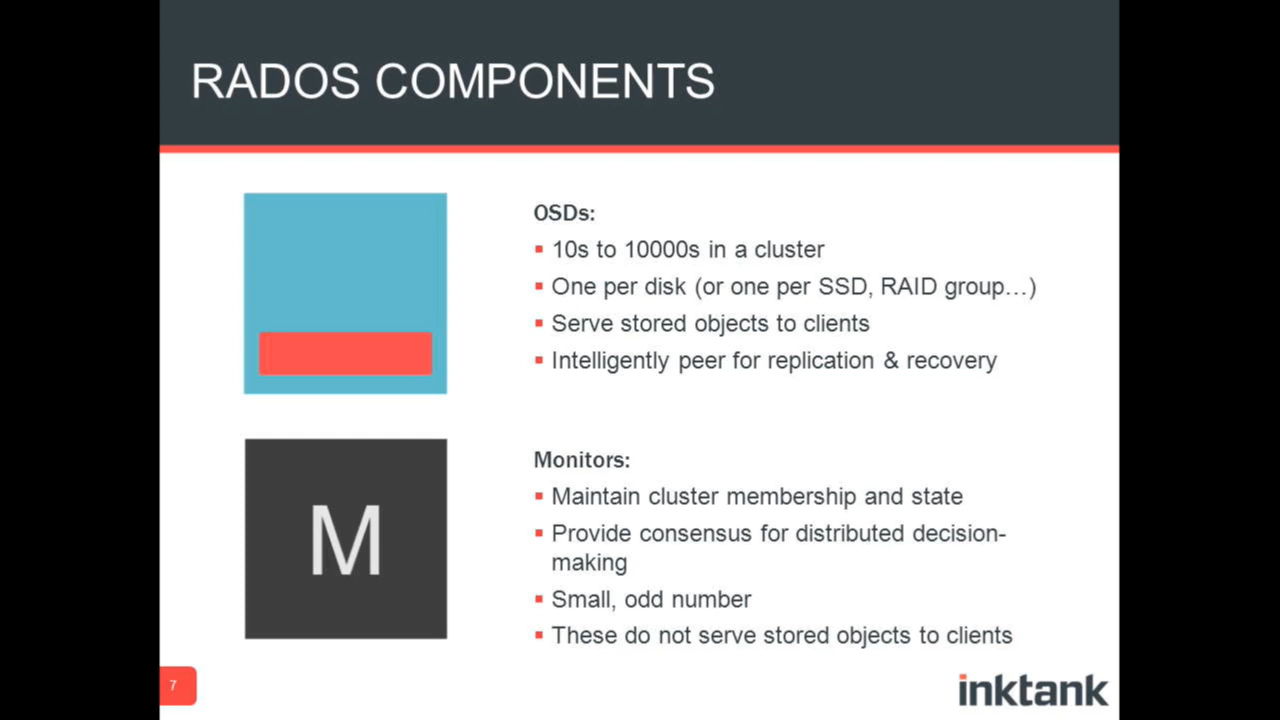 RADOS COMPONENTS
OSDs:
▪ 10s to 10000s in a cluster
▪ One per disk (or one per SSD, RAID group…)
▪ Serve stored objects to clients
▪ Intelligently peer for replication & recovery
M
Monitors:
▪ Maintain cluster membership and state
▪ Provide consensus for distributed decision-
making
▪ Small, odd number
▪ These do not serve stored objects to clients
7
inktank